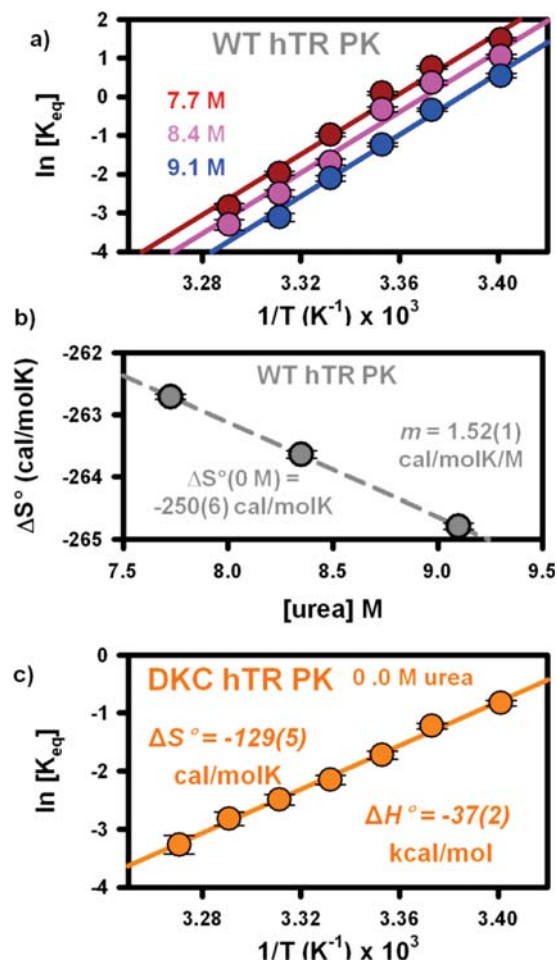 a)
WT hTR PK
7.7 M
8.4 M
9.1 M
ln [Keq]
2
1
0
-1
-2
-3
-4
3.28 3.32 3.36 3.40
1/T (K⁻¹) x 10³
b)
WT hTR PK
ΔS° (cal/molK)
-262
-263
-264
-265
m = 1.52(1)
cal/molK/M
ΔS°(0 M) =
-250(6) cal/molK
7.5 8.0 8.5 9.0 9.5
[urea] M
c)
DKC hTR PK 0 .0 M urea
ΔS° = -129(5)
cal/molK
ΔH° = -37(2)
kcal/mol
ln [Keq]
0
-1
-2
-3
-4
3.28 3.32 3.36 3.40
1/T (K⁻¹) x 10³